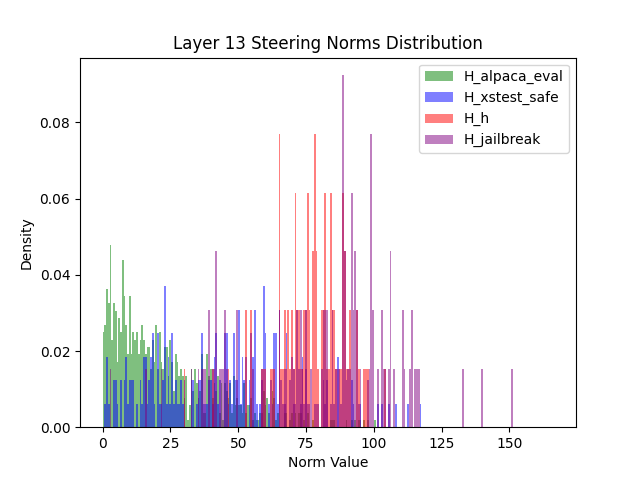 Layer 13 Steering Norms Distribution
H_alpaca_eval
H_xstest_safe
H_h
H_jailbreak
Density
0.08
0.06
0.04
0.02
0.00
0
25
50
75
100
125
150
Norm Value